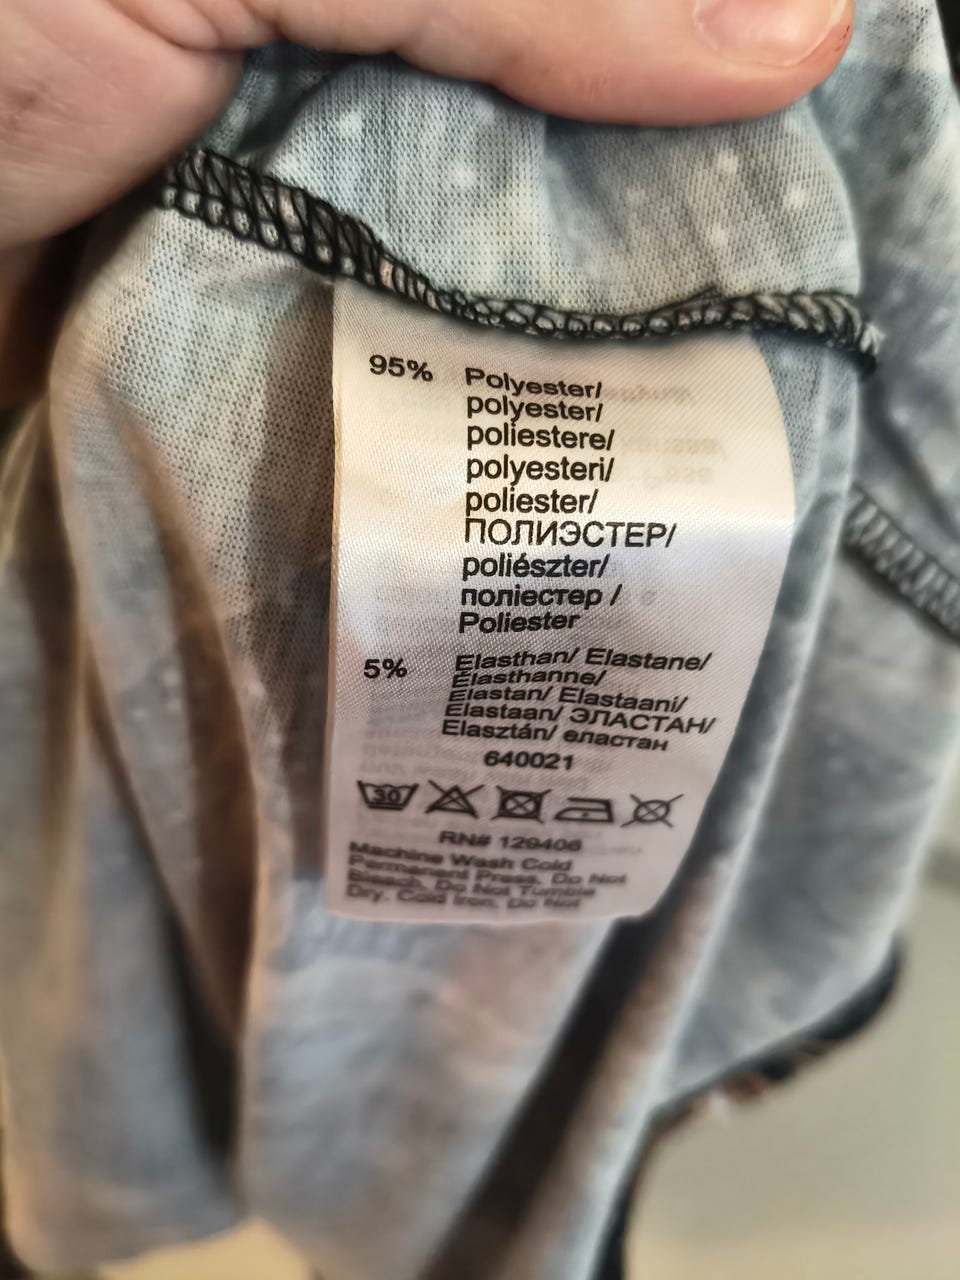 95% Polyester/
polyester/
poliestere/
polyesteri/
poliester/
ПОЛИЭСТЕР/
poliészter/
поліестер /
Poliester
5% Elasthan/ Elastane/
Elasthanne/
Elastan/ Elastaani/
Elastaan/ ЭЛАСТАН/
Elasztán/ еластан
640021
30
RN# 129406
Machine Wash Cold
Permanent Press, Do Not
Bleach, Do Not Tumble
Dry, Cold Iron, Do Not